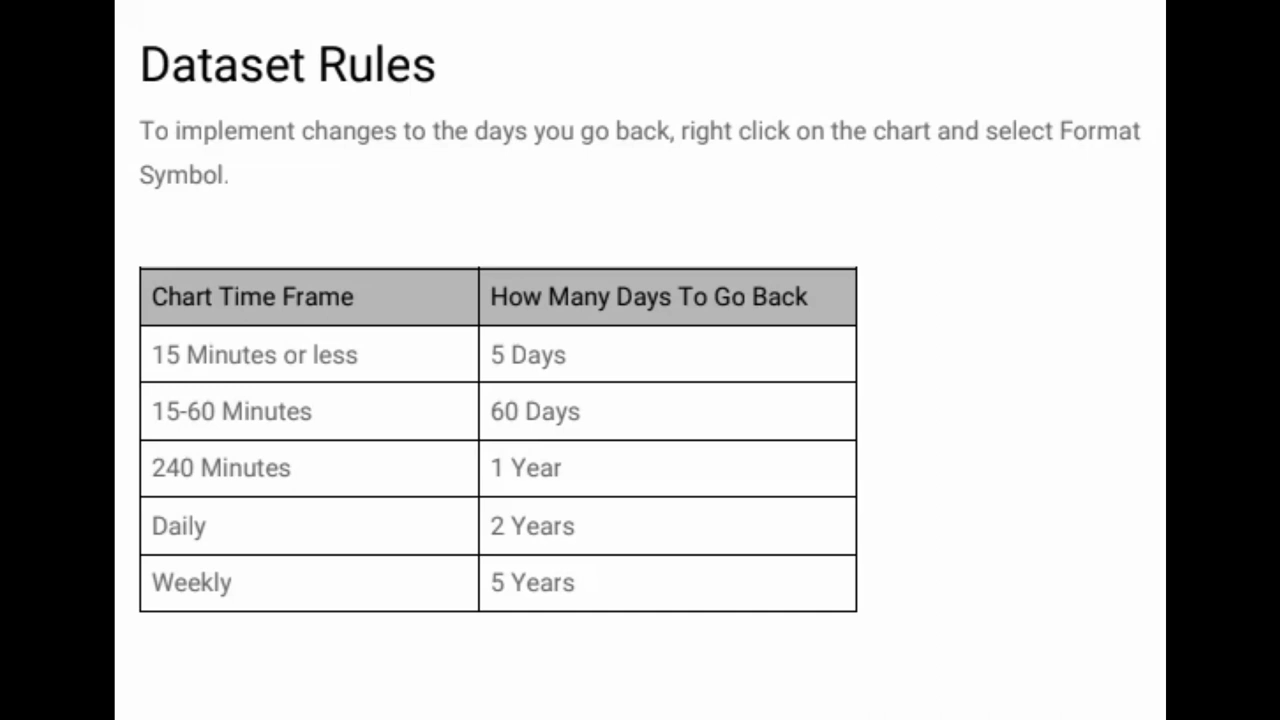 Dataset Rules
To implement changes to the days you go back, right click on the chart and select Format
Symbol.
Chart Time Frame How Many Days To Go Back
15 Minutes or less 5 Days
15-60 Minutes 60 Days
240 Minutes 1 Year
Daily 2 Years
Weekly 5 Years